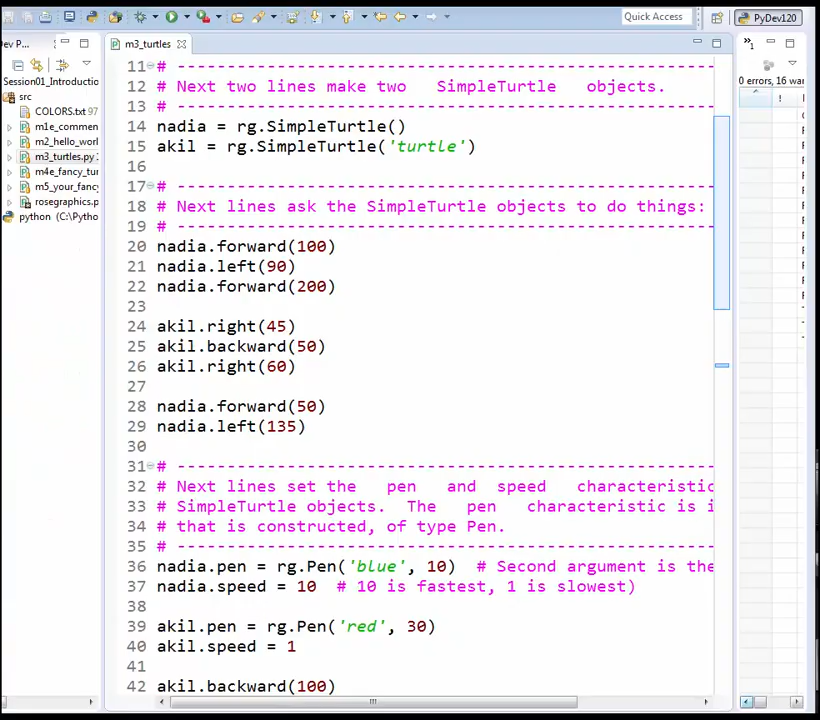 Quick Access
PyDev120
Dev P...
m3_turtles
0 errors, 16 war
!
Session01_Introductio
src
COLORS.txt 97
m1e_commen
m2_hello_worl
m3_turtles.py
m4e_fancy_tur
m5_your_fancy
rosegraphics.p
python (C:\Pytho
11 # ------------------------------------------------------
12 # Next two lines make two   SimpleTurtle   objects.
13 # ------------------------------------------------------
14 nadia = rg.SimpleTurtle()
15 akil = rg.SimpleTurtle('turtle')
16
17 # ------------------------------------------------------
18 # Next lines ask the SimpleTurtle objects to do things:
19 # ------------------------------------------------------
20 nadia.forward(100)
21 nadia.left(90)
22 nadia.forward(200)
23
24 akil.right(45)
25 akil.backward(50)
26 akil.right(60)
27
28 nadia.forward(50)
29 nadia.left(135)
30
31 # ------------------------------------------------------
32 # Next lines set the   pen   and speed   characteristic
33 # SimpleTurtle objects.  The   pen   characteristic is i
34 # that is constructed, of type Pen.
35 # ------------------------------------------------------
36 nadia.pen = rg.Pen('blue', 10)  # Second argument is the
37 nadia.speed = 10  # 10 is fastest, 1 is slowest)
38
39 akil.pen = rg.Pen('red', 30)
40 akil.speed = 1
41
42 akil.backward(100)